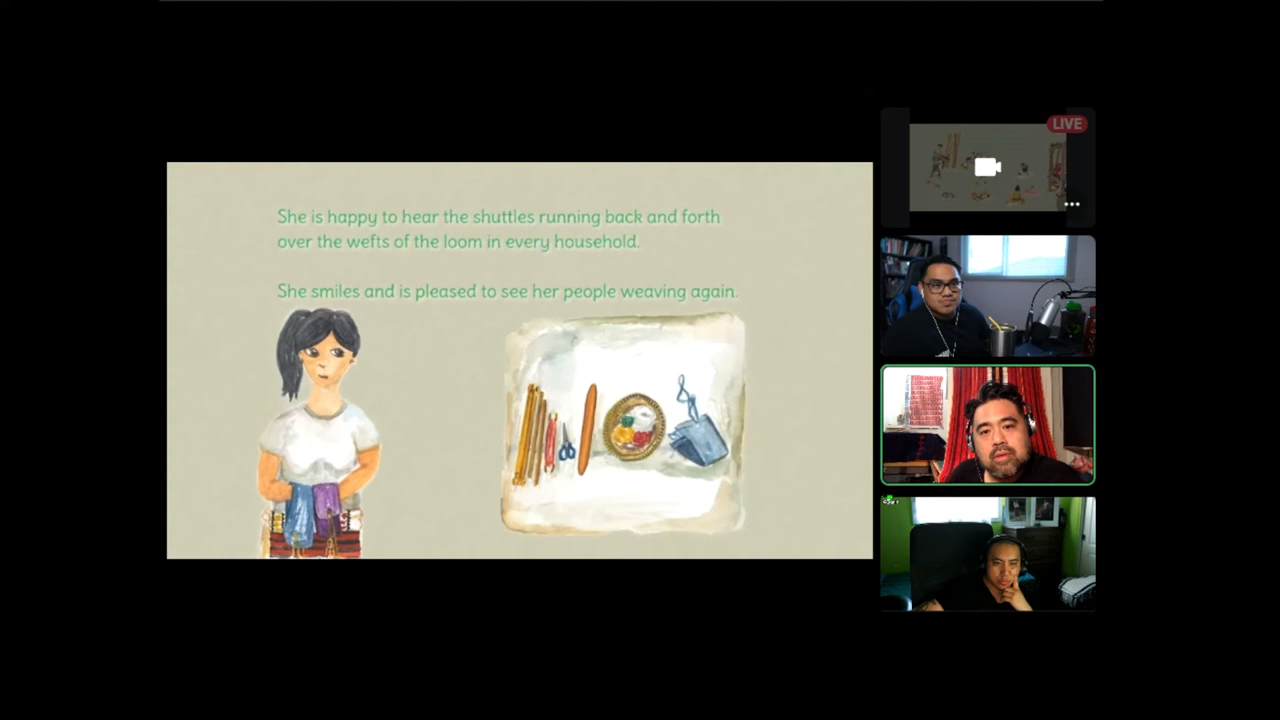 She is happy to hear the shuttles running back and forth
over the wefts of the loom in every household.
She smiles and is pleased to see her people weaving again.
LIVE